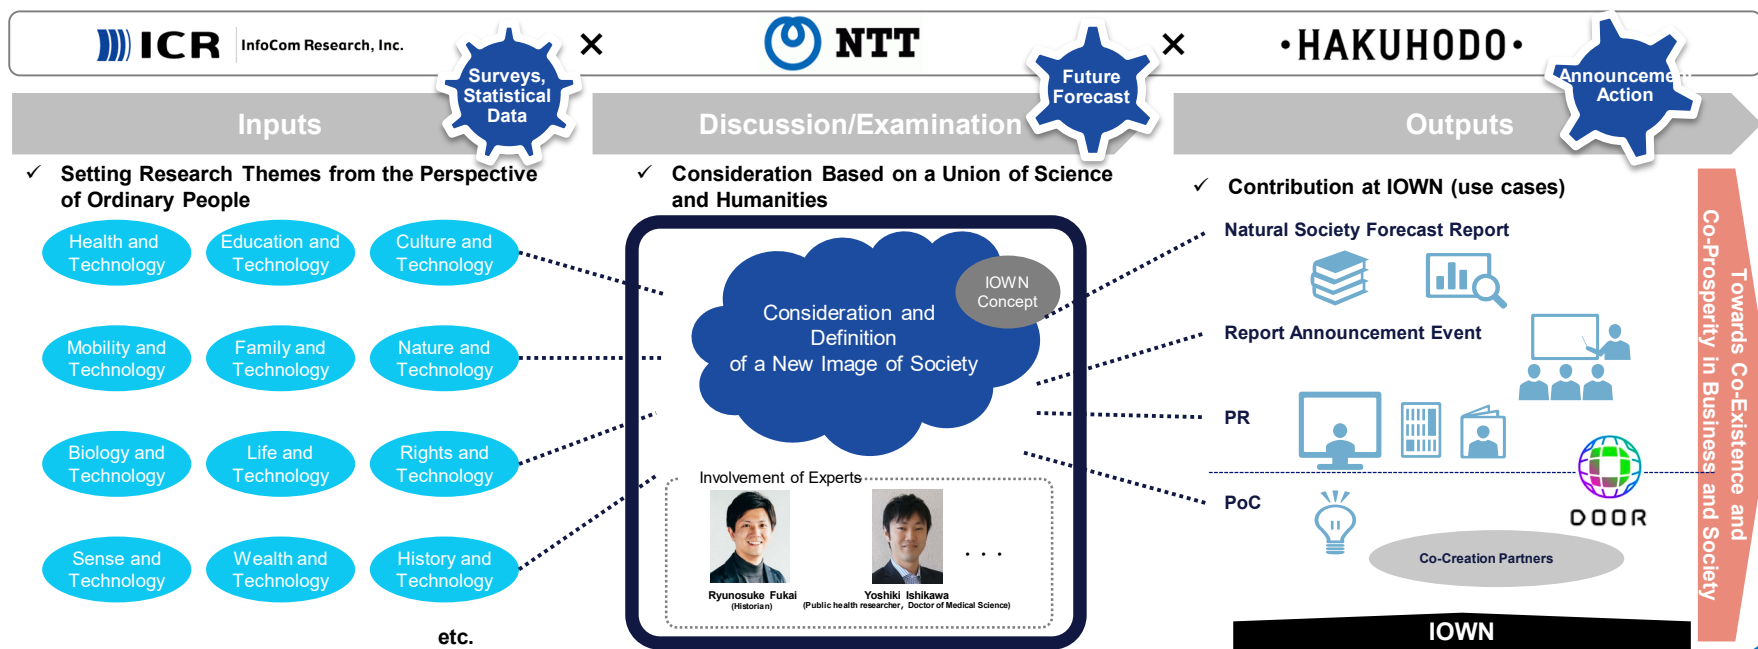 ICR InfoCom Research, Inc.
×
NTT
×
・HAKUHODO・
Surveys,
Statistical
Data
Future
Forecast
Announcement
Action
Inputs
Discussion/Examination
Outputs
✓ Setting Research Themes from the Perspective
of Ordinary People
Health and
Technology
Education and
Technology
Culture and
Technology
Mobility and
Technology
Family and
Technology
Nature and
Technology
Biology and
Technology
Life and
Technology
Rights and
Technology
Sense and
Technology
Wealth and
Technology
History and
Technology
etc.
✓ Consideration Based on a Union of Science
and Humanities
IOWN
Concept
Consideration and
Definition
of a New Image of Society
Involvement of Experts
Ryunosuke Fukai
(Historian)
Yoshiki Ishikawa
(Public health researcher, Doctor of Medical Science)
・・・
✓ Contribution at IOWN (use cases)
Natural Society Forecast Report
Report Announcement Event
PR
PoC
DOOR
Co-Creation Partners
IOWN
Towards Co-Existence and
Co-Prosperity in Business and Society